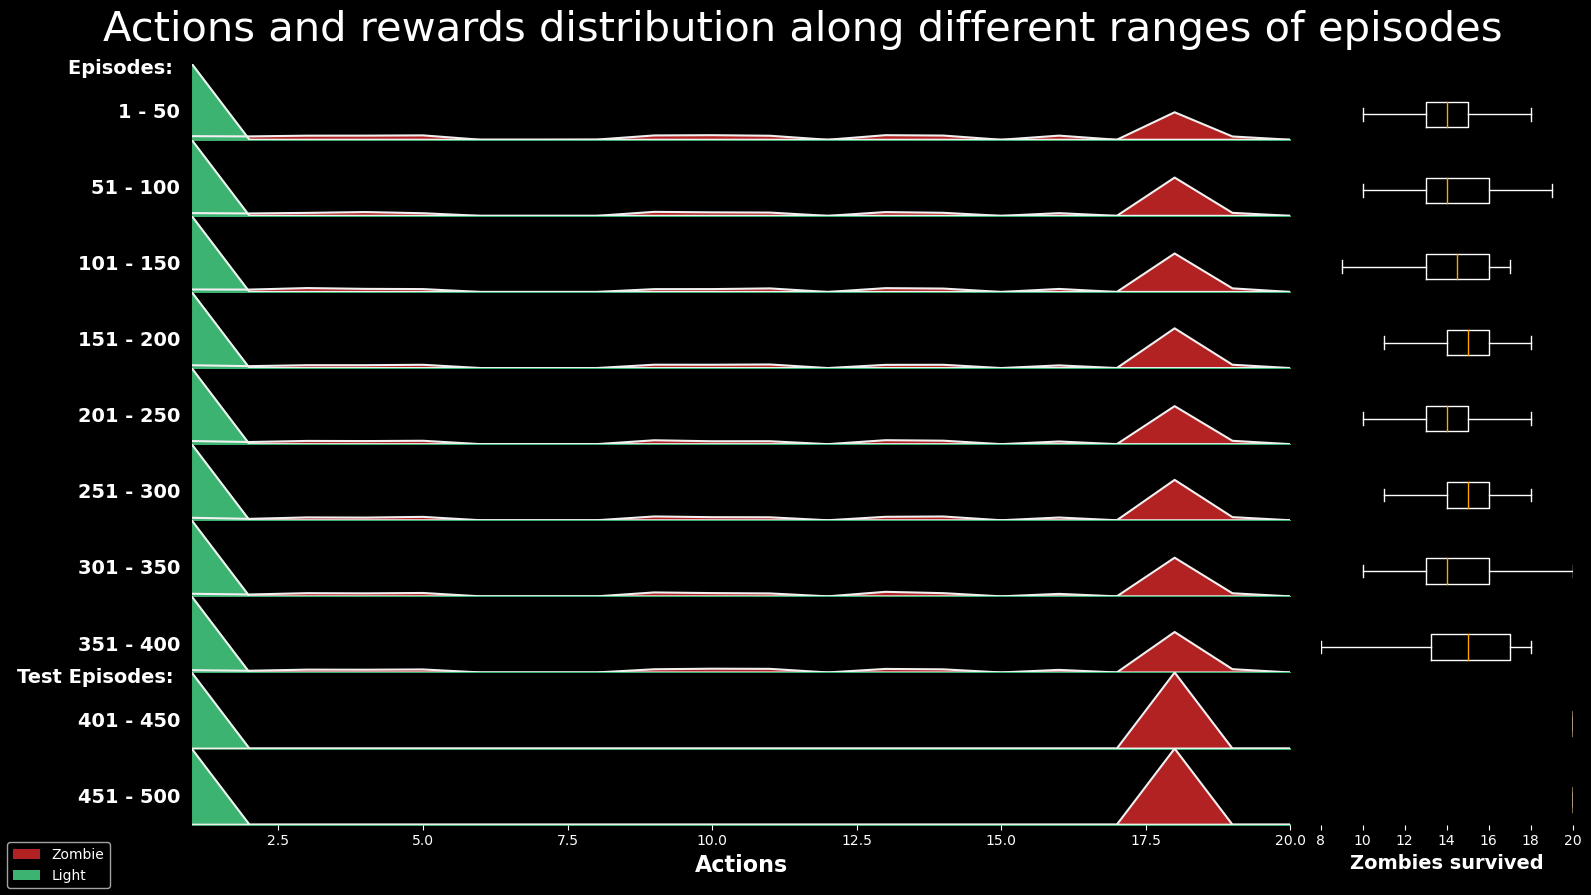 Actions and rewards distribution along different ranges of episodes
Episodes:
1 - 50
51 - 100
101 - 150
151 - 200
201 - 250
251 - 300
301 - 350
351 - 400
Test Episodes:
401 - 450
451 - 500
2.5 5.0 7.5 10.0 12.5 15.0 17.5 20.0
8 10 12 14 16 18 20
Actions
Zombies survived
Zombie
Light